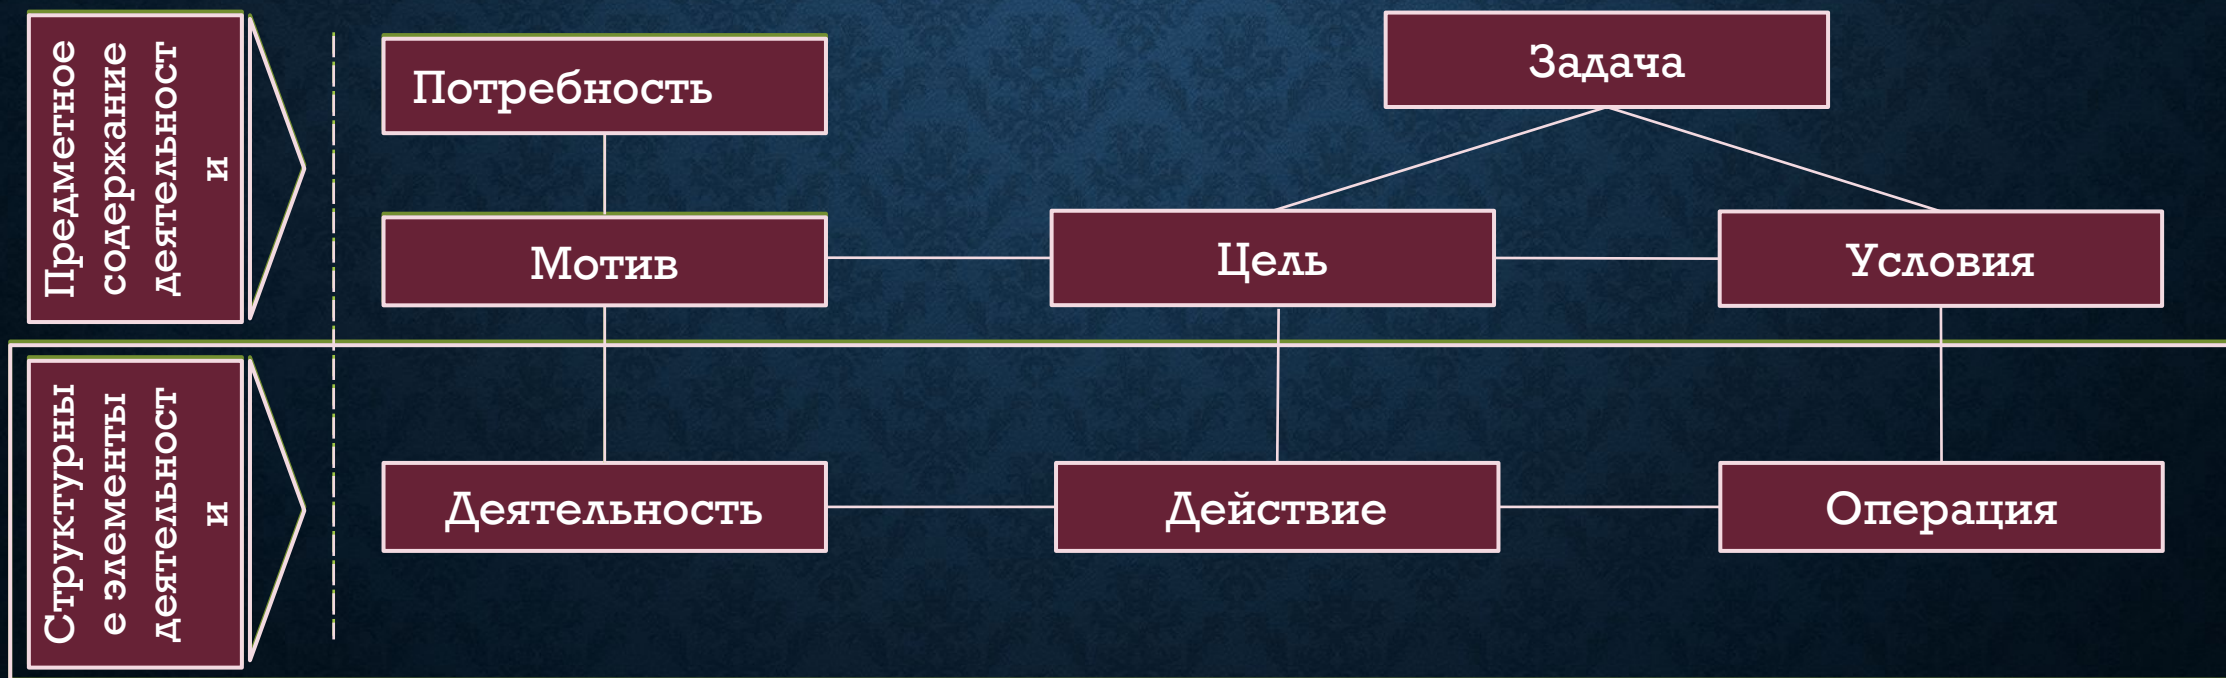 Предметное
содержание
деятельност
и
Потребность
Задача
Мотив
Цель
Условия
Структурны
е элементы
деятельност
и
Деятельность
Действие
Операция